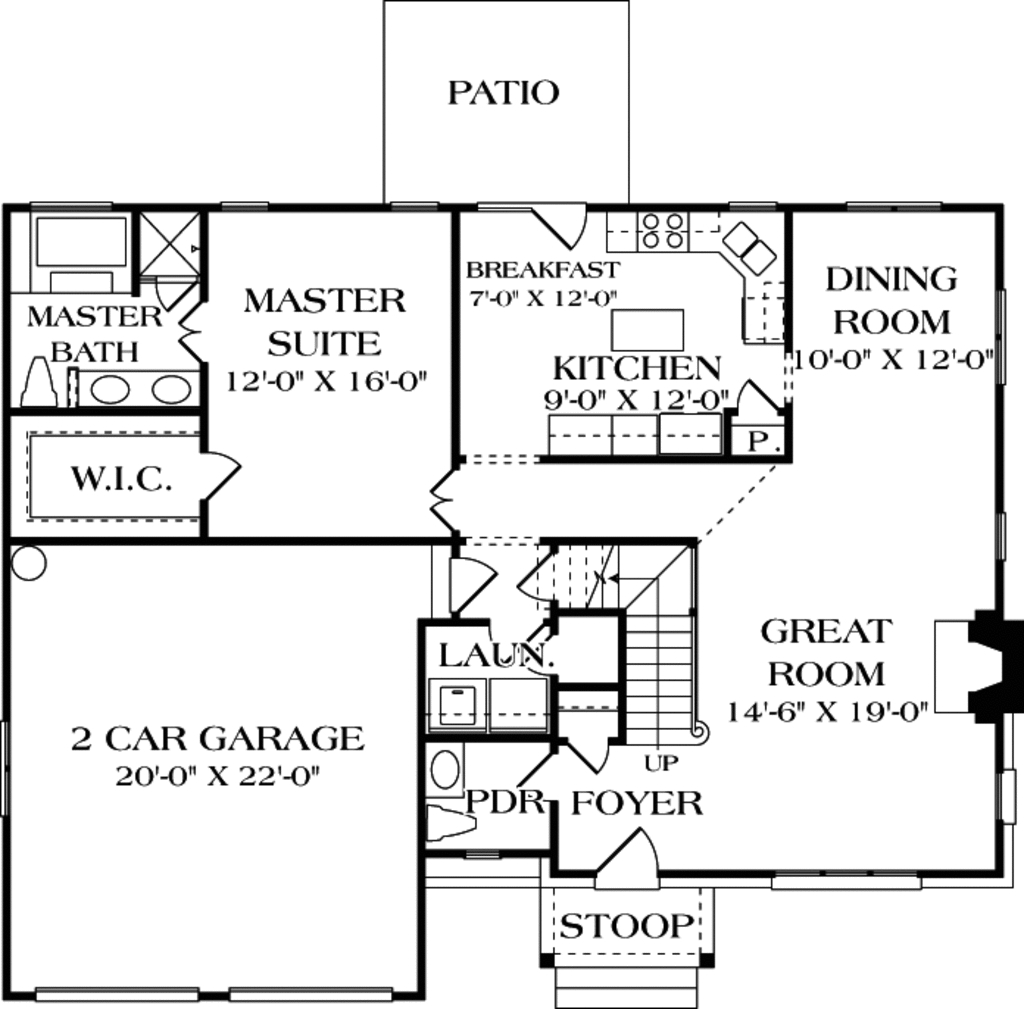 PATIO
BREAKFAST
7'-0" X 12'-0"
MASTER
SUITE
12'-0" X 16'-0"
MASTER
BATH
DINING
ROOM
10'-0" X 12'-0"
KITCHEN
9'-0" X 12'-0"
P.
W.I.C.
LAUN.
GREAT
ROOM
14'-6" X 19'-0"
2 CAR GARAGE
20'-0" X 22'-0"
UP
PDR
FOYER
STOOP